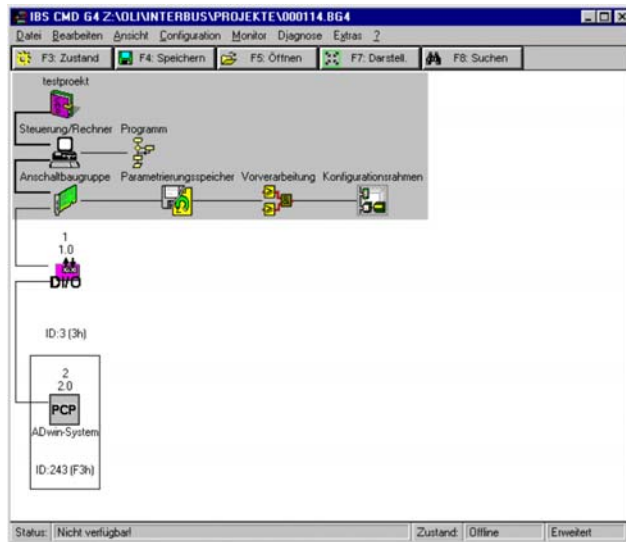 IBS CMD G4 Z:\OLI\INTERBUS\PROJEKTE\000114.BG4
Datei Bearbeiten Ansicht Configuration Monitor Diagnose Extras ?
F3: Zustand F4: Speichern F5: Öffnen F7: Darstell. F8: Suchen
testproekt
Steuerung/Rechner Programm
Anschaltbaugruppe Parametrierungsspeicher Vorverarbeitung Konfigurationsrahmen
1
1.0
DI/O
ID:3 (3h)
2
2.0
PCP
ADwin-System
ID:243 (F3h)
Status: Nicht verfügbar! Zustand: Offline Erweitert